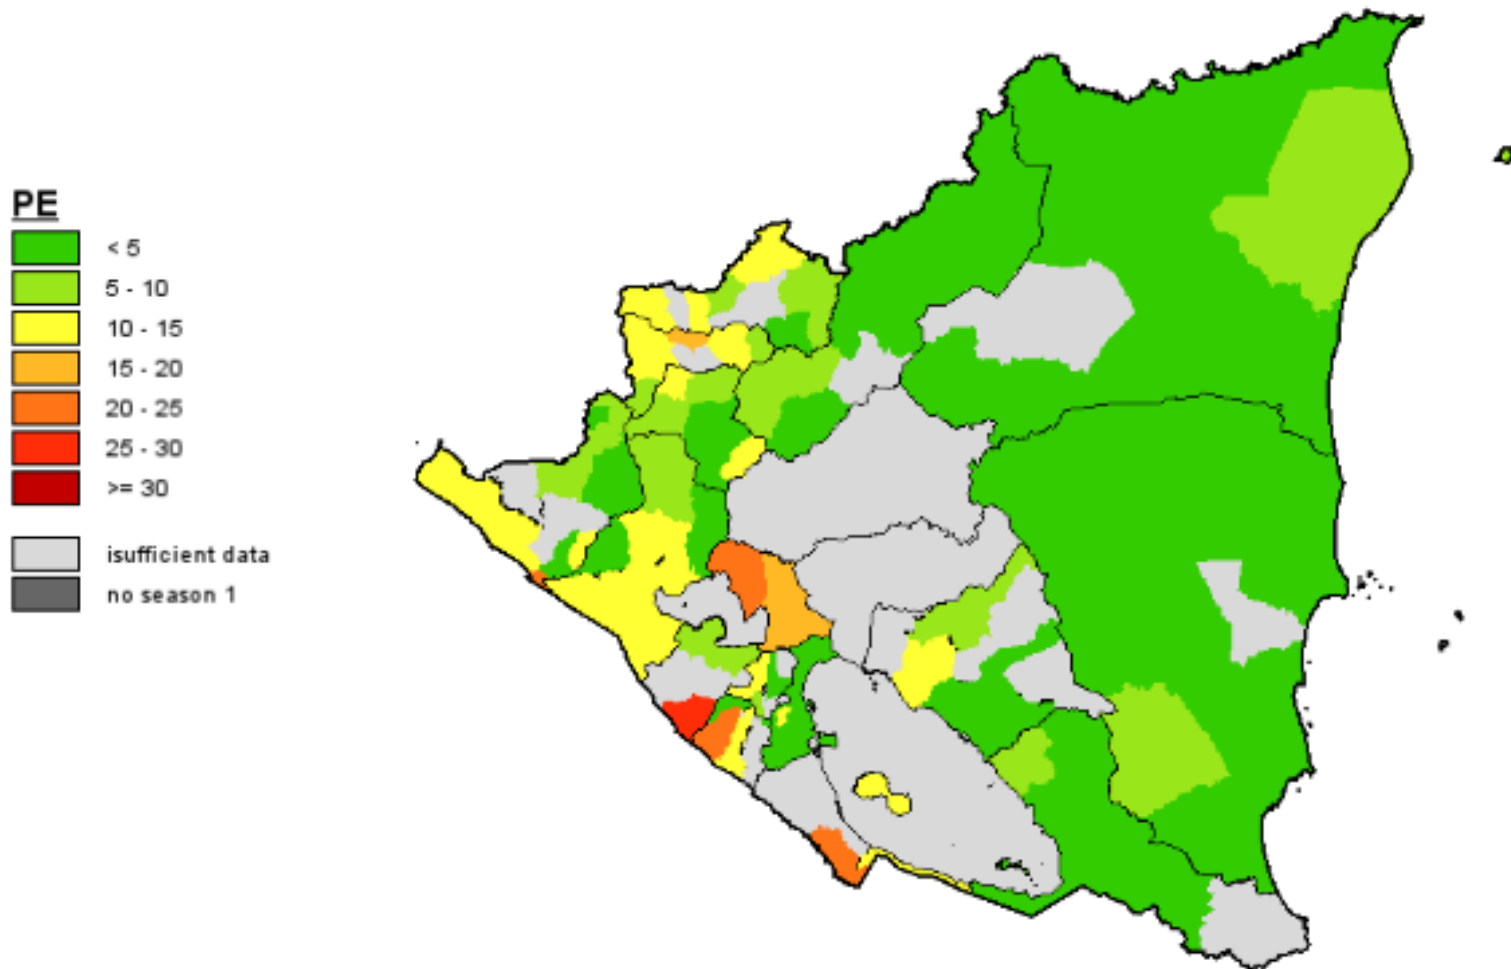 PE
< 5
5 - 10
10 - 15
15 - 20
20 - 25
25 - 30
>= 30
isufficient data
no season 1